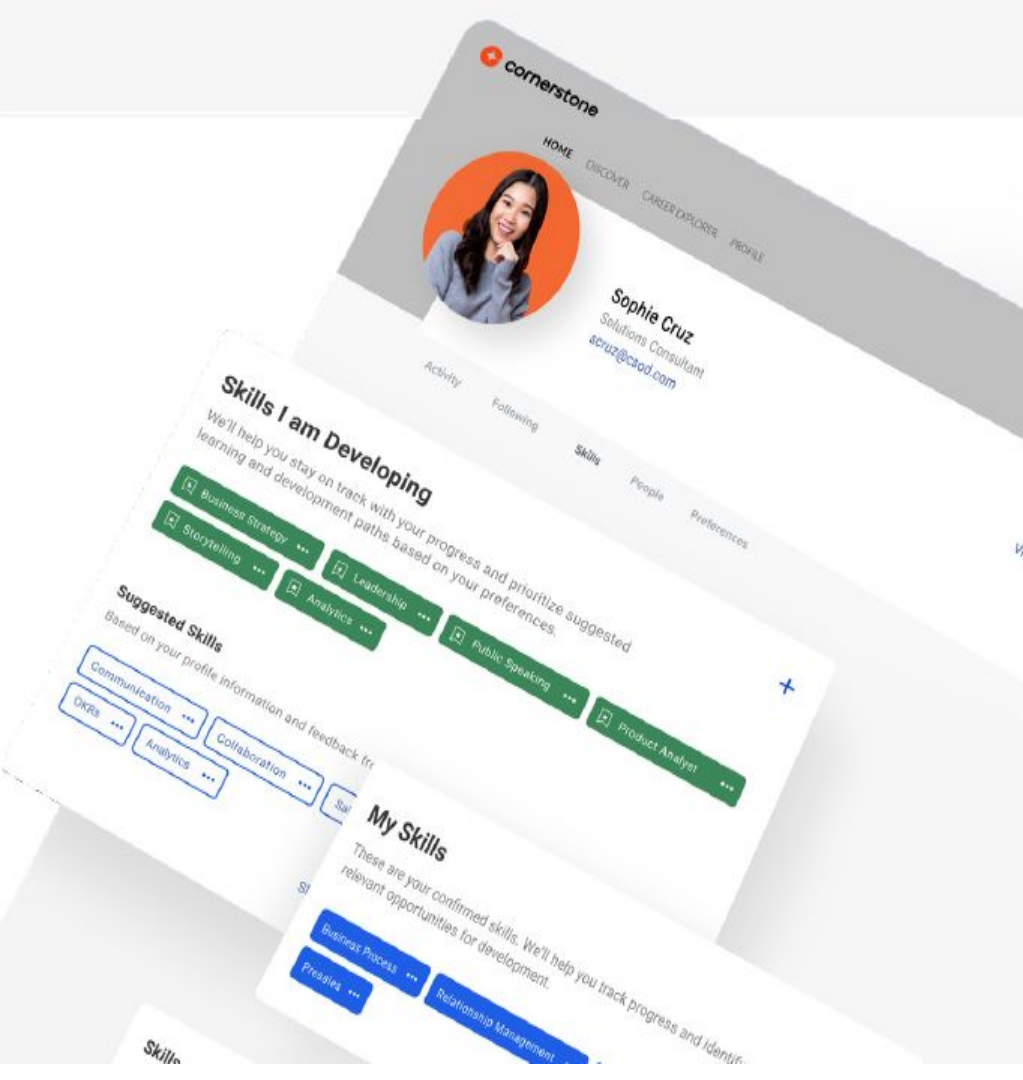 cornerstone
HOME DISCOVER CAREER EXPLORER PROFILE
Sophie Cruz
Solutions Consultant
scruz@csod.com
Activity Following Skills People Preferences
Skills I am Developing
We'll help you stay on track with your progress and prioritize suggested
learning and development paths based on your preferences.
Business Strategy ••• Leadership ••• Public Speaking ••• Product Analyst •••
Storytelling ••• Analytics •••
+
Suggested Skills
Based on your profile information and feedback
Communication ••• Collaboration •••
OKRs ••• Analytics •••
My Skills
These are your confirmed skills. We'll help you track progress and
relevant opportunities for development.
Business Process ••• Relationship Management
Presales •••
Skills